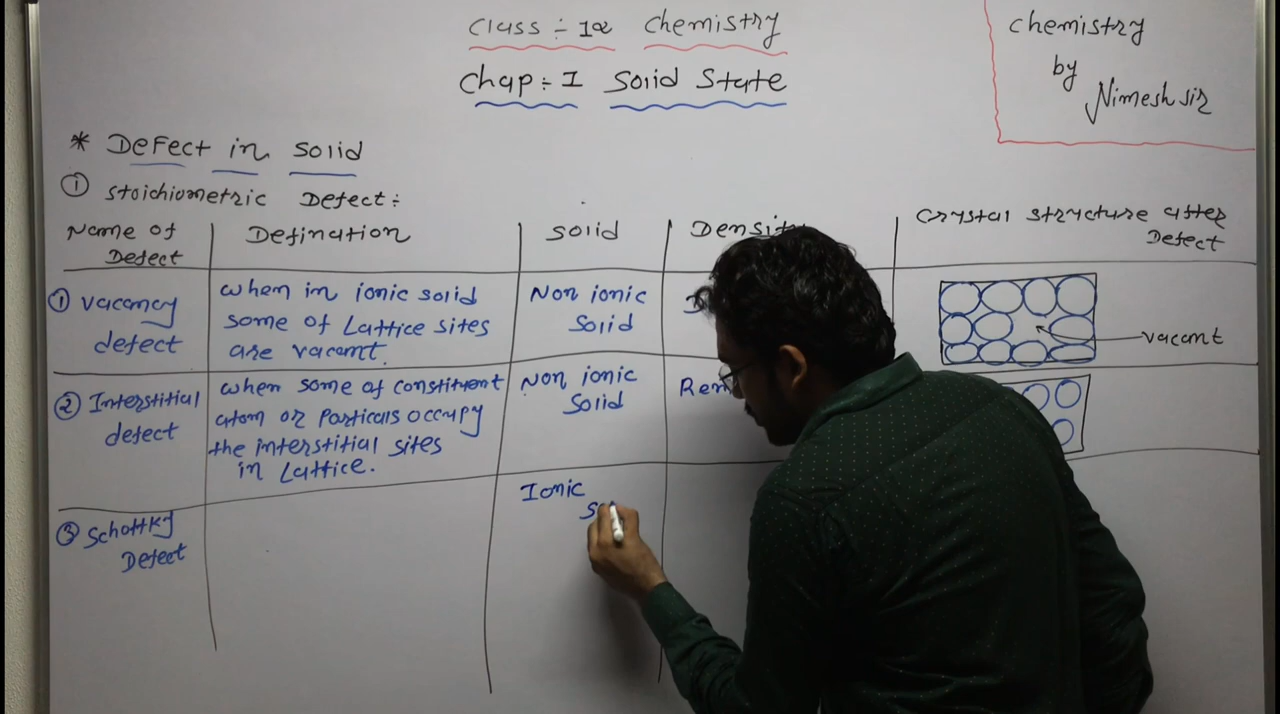 Class :- 12 Chemistry
Chap :- I Solid State
Chemistry
by
Nimesh sir
* Defect in solid
① Stoichiometric Defect :-
Name of Defect
Defination
Solid
Density
Crystal structure after
Defect
① Vacancy
defect
when in ionic solid
some of Lattice sites
are vacant.
Non ionic
solid
vacant
② Interstitial
defect
when some of constituent
atom or Particals occupy
the interstitial sites
in Lattice.
Non ionic
Solid
③ Schottky
Defect
Ionic